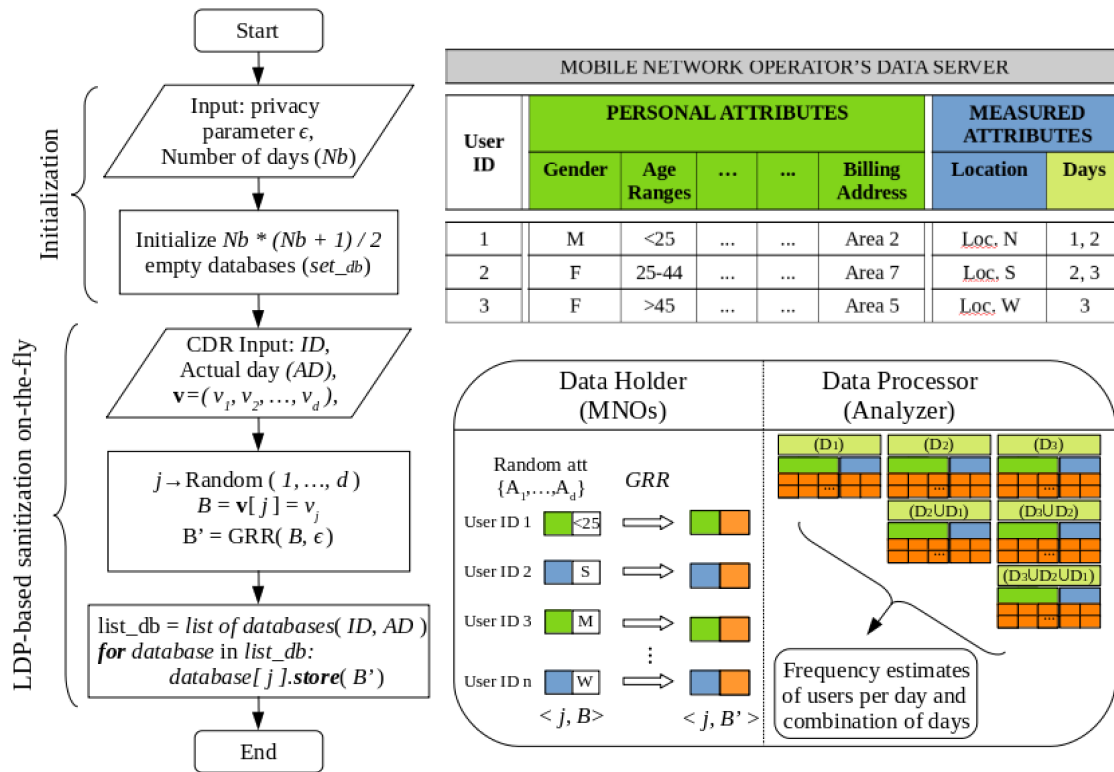 Start
Input: privacy
parameter ϵ,
Number of days (Nb)
Initialize Nb * (Nb + 1) / 2
empty databases (set_db)
Initialization
CDR Input: ID,
Actual day (AD),
v=( v1, v2, ..., vd ),
j→Random ( 1, ..., d )
B = v[ j ] = vj
B' = GRR( B, ϵ)
list_db = list of databases( ID, AD )
for database in list_db:
database[ j ].store( B')
End
LDP-based sanitization on-the-fly
MOBILE NETWORK OPERATOR'S DATA SERVER
User
ID
PERSONAL ATTRIBUTES
MEASURED
ATTRIBUTES
Gender
Age
Ranges
...
...
Billing
Address
Location
Days
1 M <25 ... ... Area 2 Loc. N 1, 2
2 F 25-44 ... ... Area 7 Loc. S 2, 3
3 F >45 ... ... Area 5 Loc. W 3
Data Holder
(MNOs)
Random att
{A1,...,Ad}
GRR
User ID 1 <25
User ID 2 S
User ID 3 M
⋮ ⋮
User ID n W
< j, B>
< j, B' >
Data Processor
(Analyzer)
(D1) (D2) (D3)
... ... ...
(D2∪D1) (D3∪D2)
... ...
(D3∪D2∪D1)
...
Frequency estimates
of users per day and
combination of days